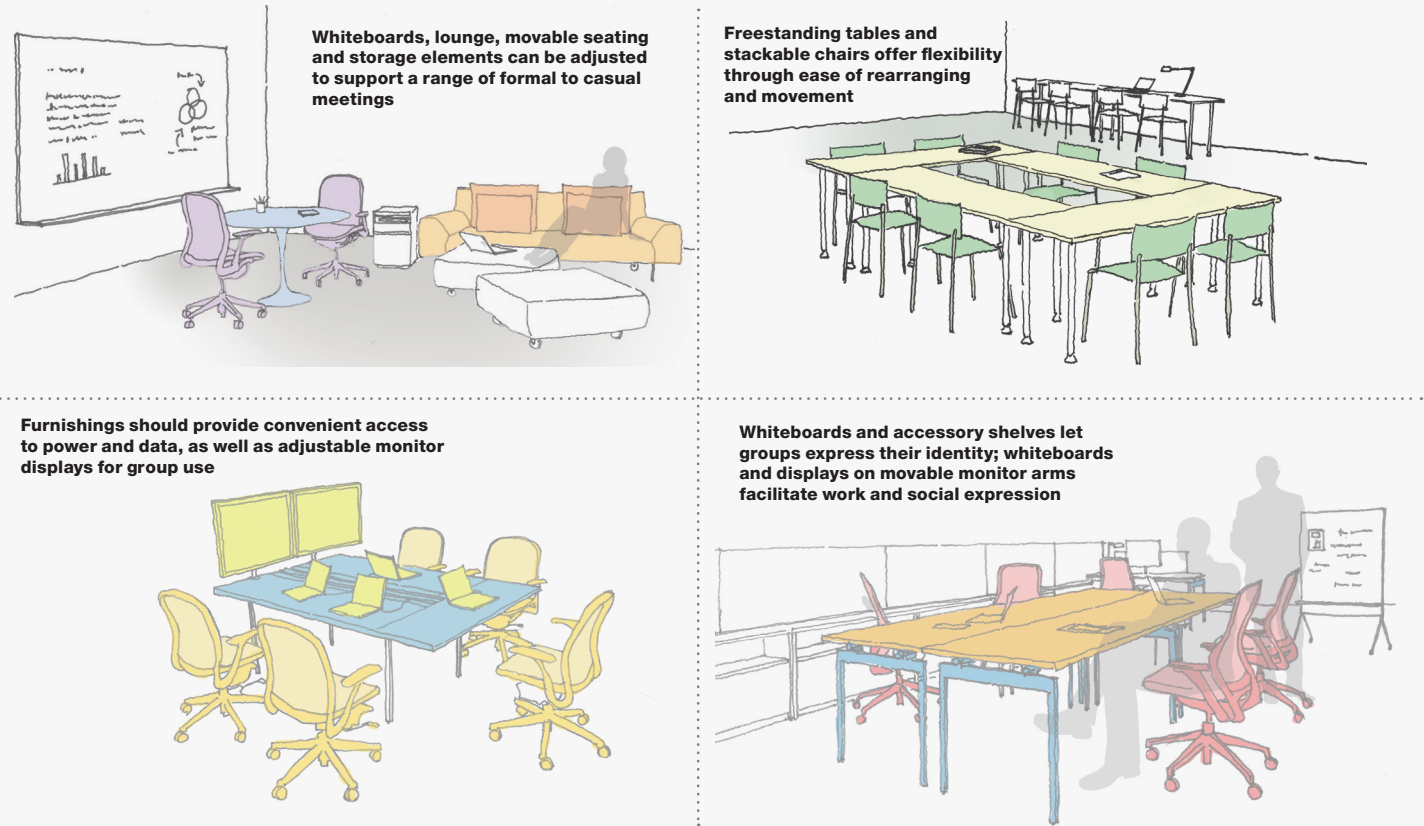 Whiteboards, lounge, movable seating
and storage elements can be adjusted
to support a range of formal to casual
meetings
Freestanding tables and
stackable chairs offer flexibility
through ease of rearranging
and movement
Furnishings should provide convenient access
to power and data, as well as adjustable monitor
displays for group use
Whiteboards and accessory shelves let
groups express their identity; whiteboards
and displays on movable monitor arms
facilitate work and social expression